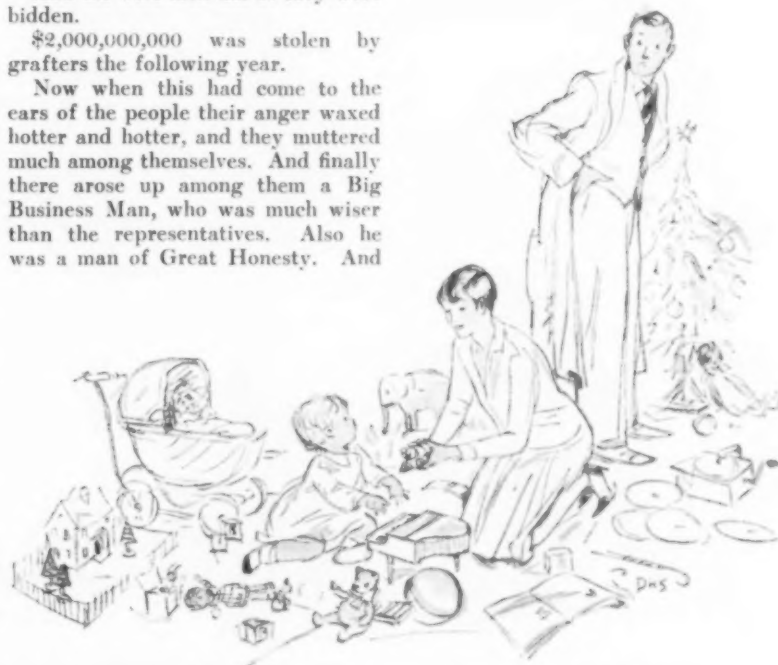 bidden.
$2,000,000,000 was stolen by
grafters the following year.
Now when this had come to the
ears of the people their anger waxed
hotter and hotter, and they muttered
much among themselves. And finally
there arose up among them a Big
Business Man, who was much wiser
than the representatives. Also he
was a man of Great Honesty. And
DNS